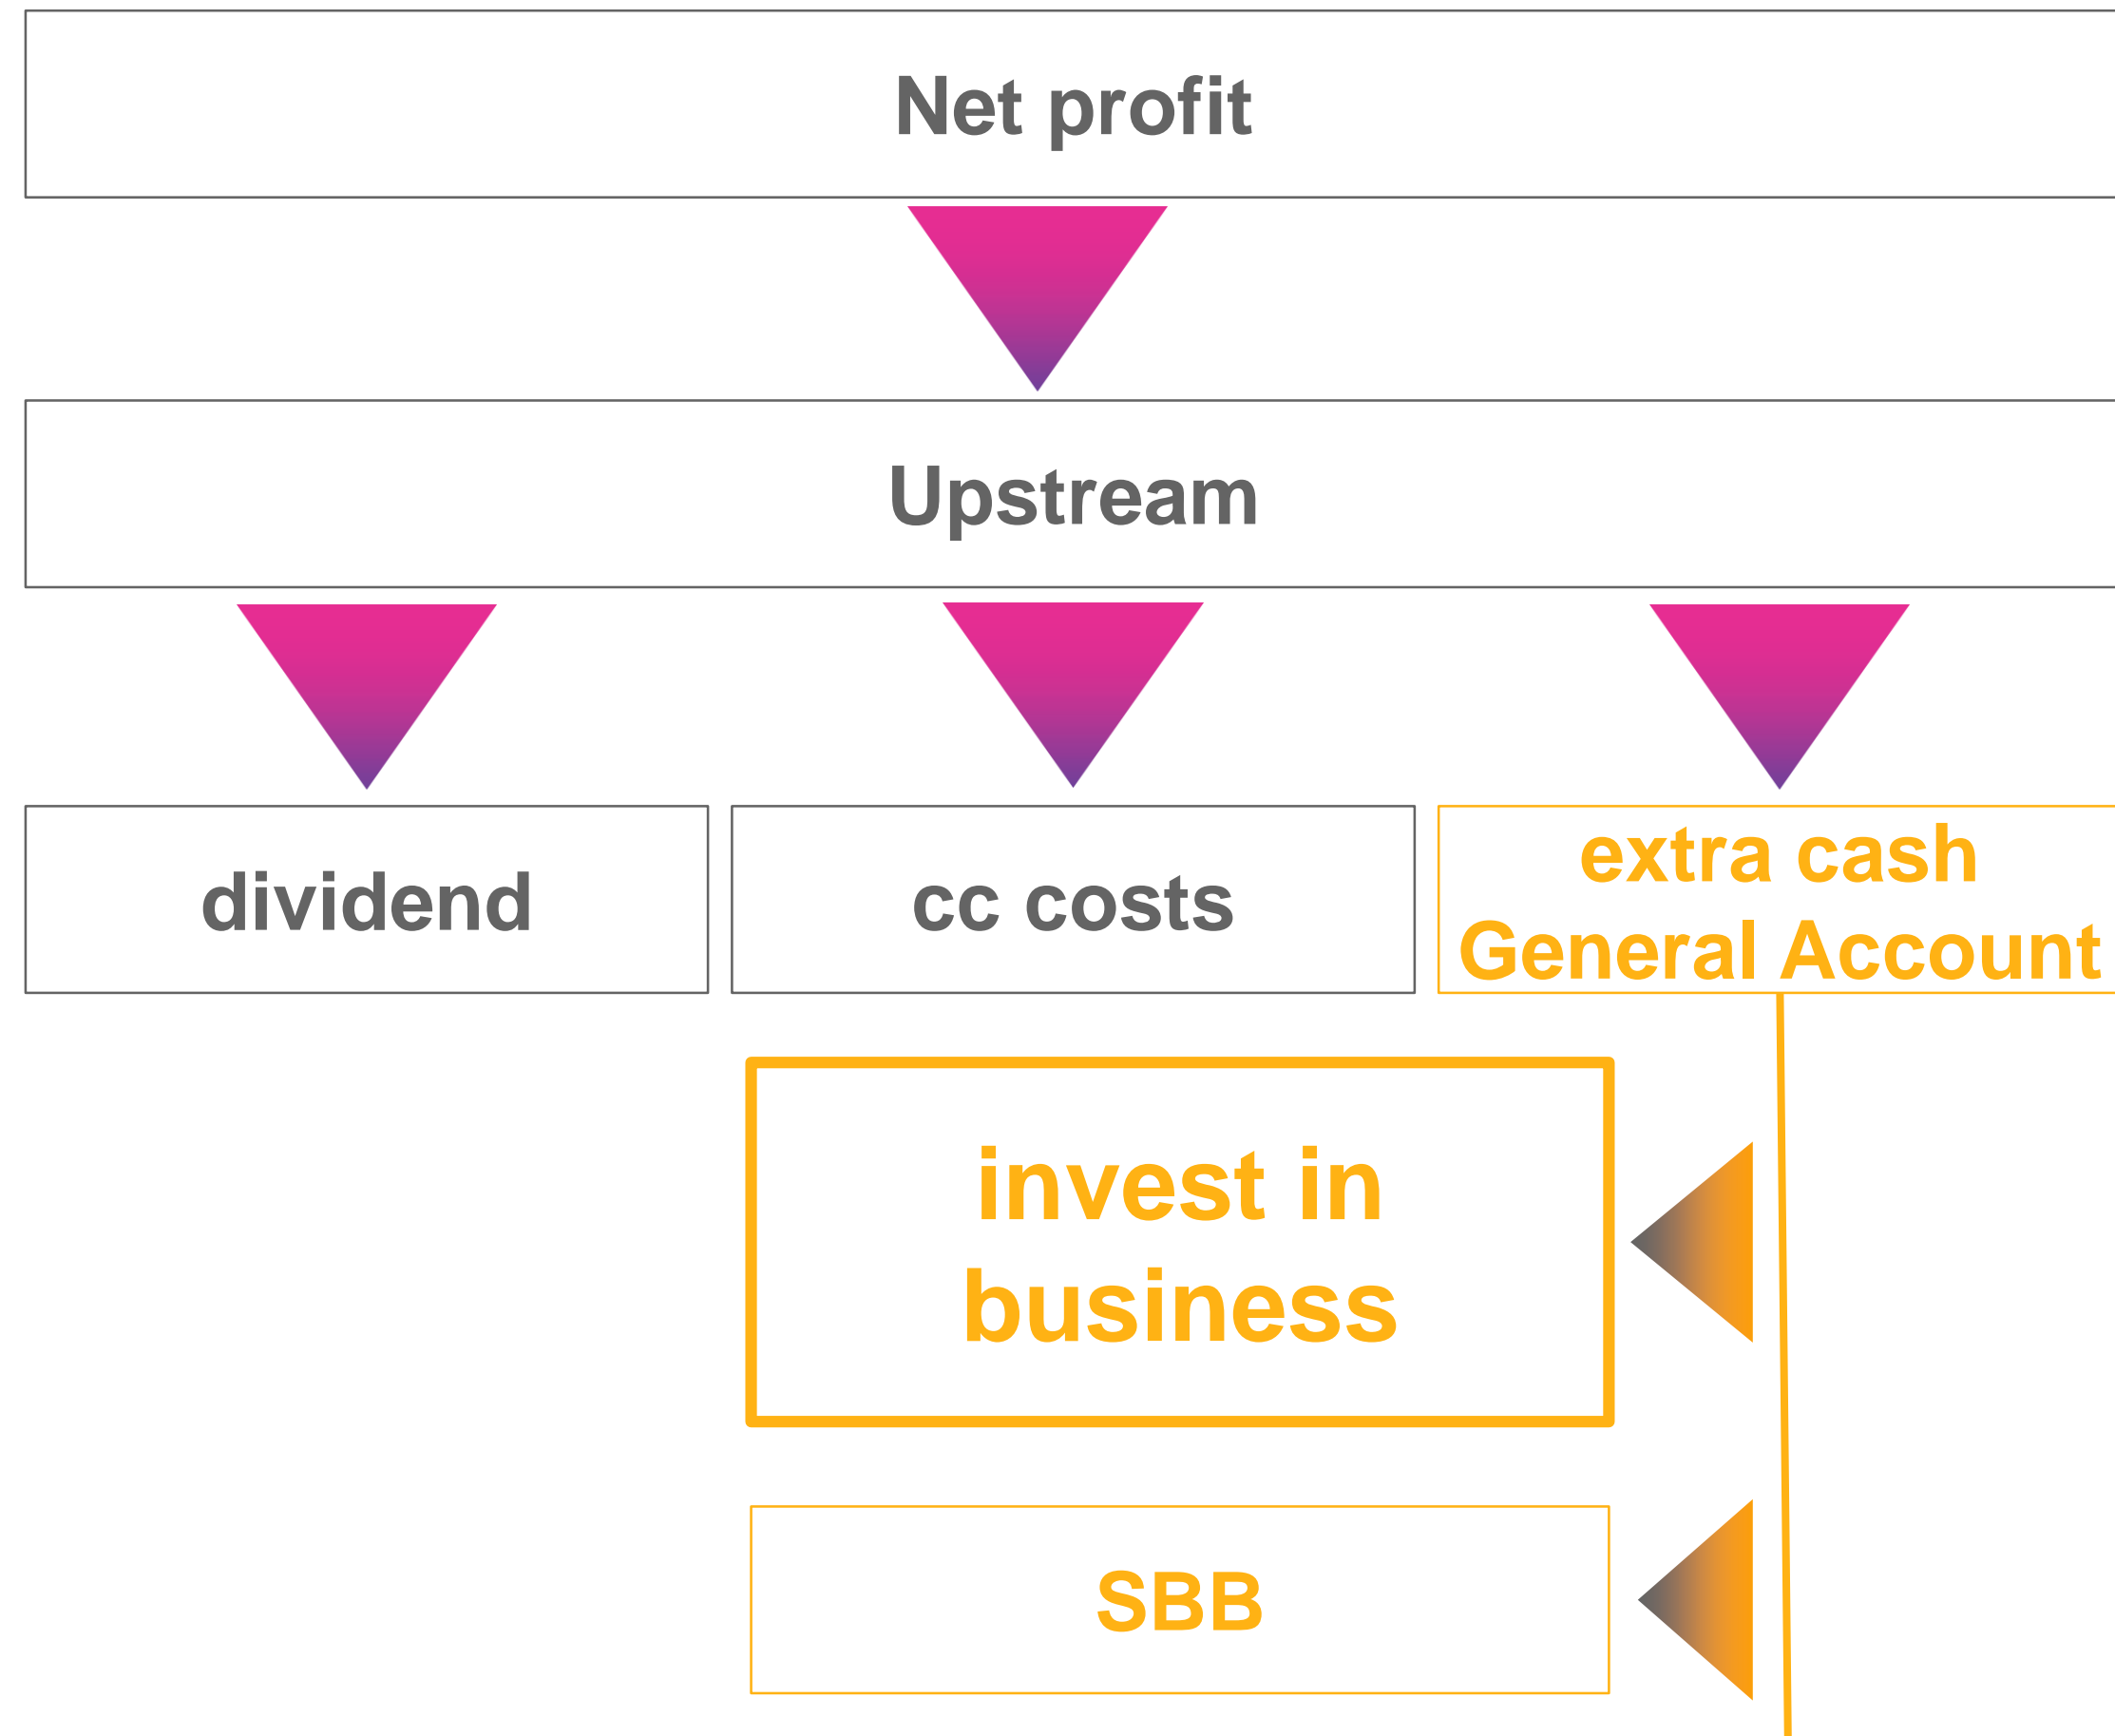 Net profit
Upstream
dividend
cc costs
extra cash
General Account
invest in
business
SBB